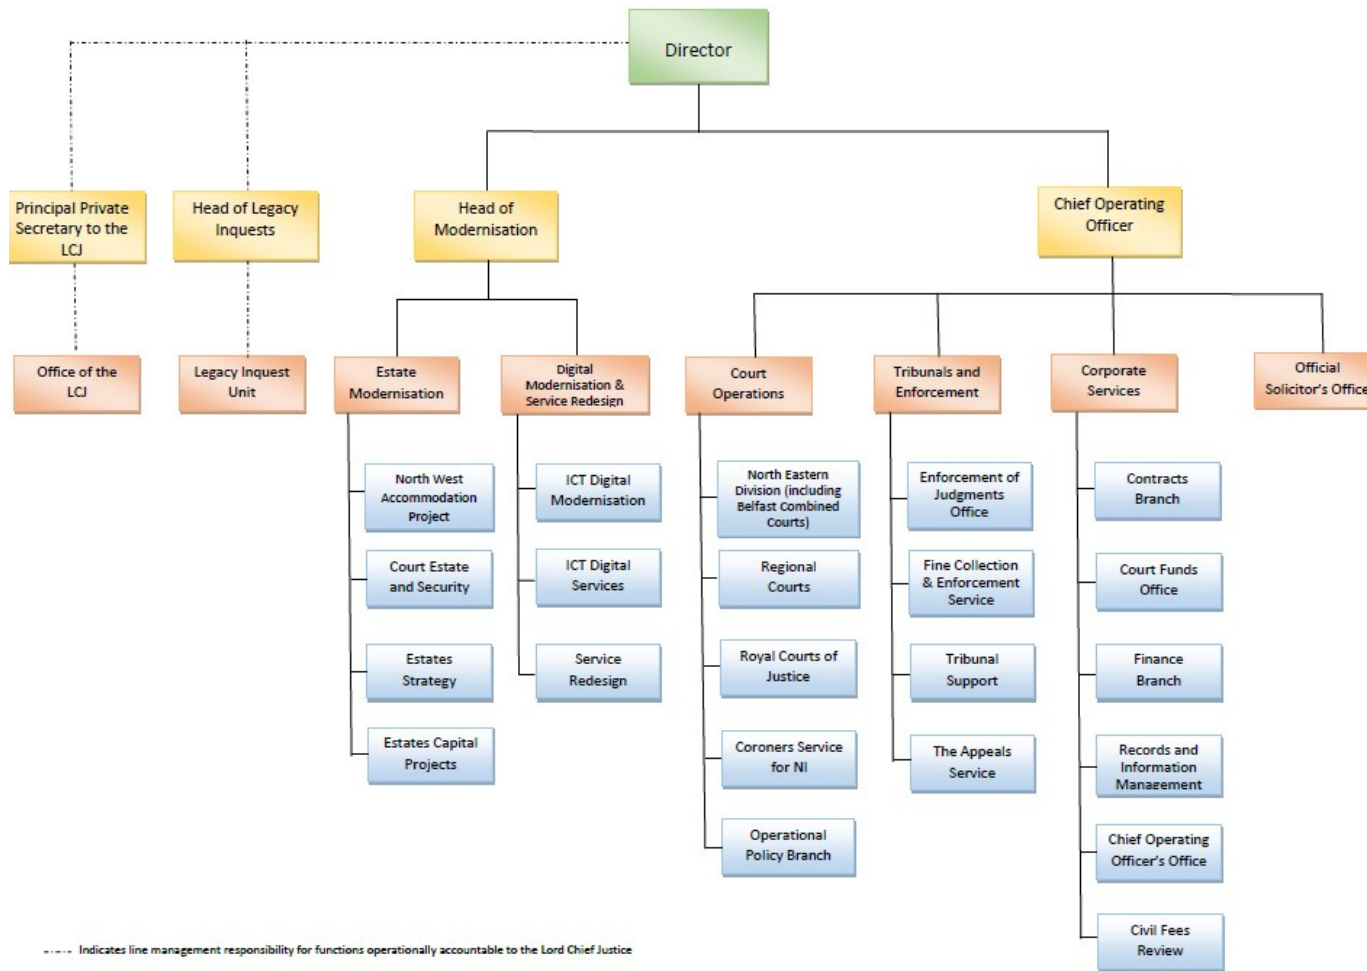 Director
Principal Private
Secretary to the
LCJ
Head of Legacy
Inquests
Head of
Modernisation
Chief Operating
Officer
Office of the
LCJ
Legacy Inquest
Unit
Estate
Modernisation
Digital
Modernisation &
Service Redesign
Court
Operations
Tribunals and
Enforcement
Corporate
Services
Official
Solicitor's Office
North West
Accommodation
Project
Court Estate
and Security
Estates
Strategy
Estates Capital
Projects
ICT Digital
Modernisation
ICT Digital
Services
Service
Redesign
North Eastern
Division (including
Belfast Combined
Courts)
Regional
Courts
Royal Courts of
Justice
Coroners Service
for NI
Operational
Policy Branch
Enforcement of
Judgments
Office
Fine Collection
& Enforcement
Service
Tribunal
Support
The Appeals
Service
Contracts
Branch
Court Funds
Office
Finance
Branch
Records and
Information
Management
Chief Operating
Officer's Office
Civil Fees
Review
Indicates line management responsibility for functions operationally accountable to the Lord Chief Justice